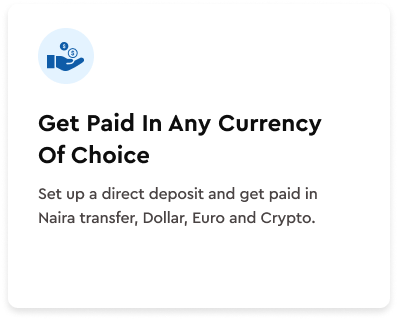 Get Paid In Any Currency
Of Choice
Set up a direct deposit and get paid in
Naira transfer, Dollar, Euro and Crypto.